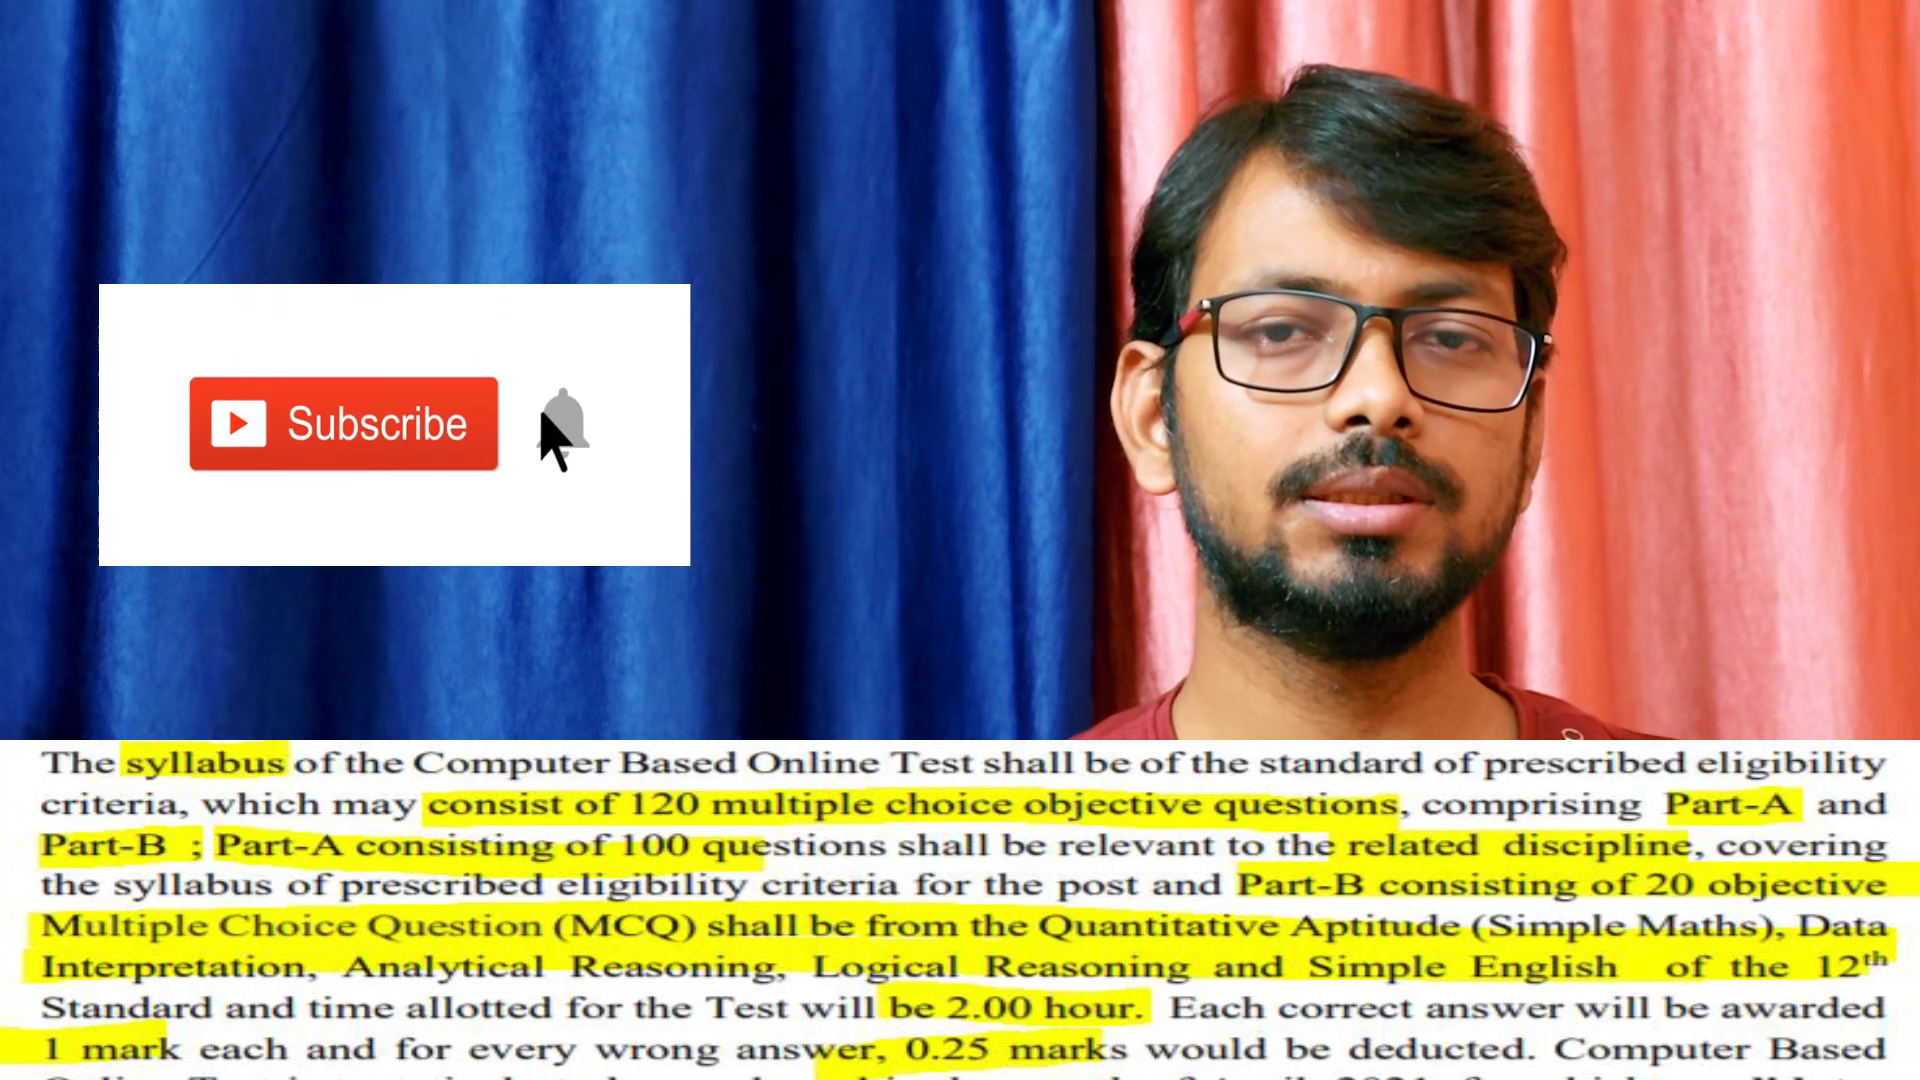 Subscribe
The syllabus of the Computer Based Online Test shall be of the standard of prescribed eligibility
criteria, which may consist of 120 multiple choice objective questions, comprising Part-A and
Part-B ; Part-A consisting of 100 questions shall be relevant to the related discipline, covering
the syllabus of prescribed eligibility criteria for the post and Part-B consisting of 20 objective
Multiple Choice Question (MCQ) shall be from the Quantitative Aptitude (Simple Maths), Data
Interpretation, Analytical Reasoning, Logical Reasoning and Simple English of the 12th
Standard and time allotted for the Test will be 2.00 hour. Each correct answer will be awarded
1 mark each and for every wrong answer, 0.25 marks would be deducted. Computer Based